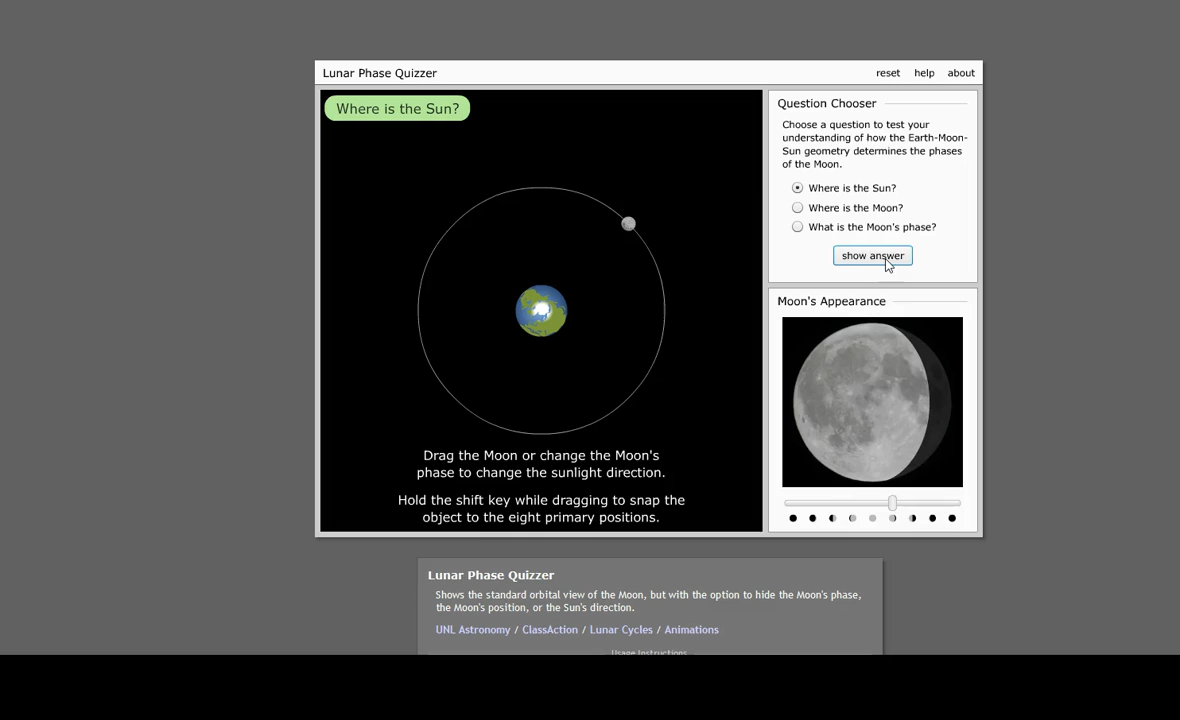 Lunar Phase Quizzer
reset help about
Where is the Sun?
Drag the Moon or change the Moon's
phase to change the sunlight direction.
Hold the shift key while dragging to snap the
object to the eight primary positions.
Question Chooser
Choose a question to test your
understanding of how the Earth-Moon-
Sun geometry determines the phases
of the Moon.
Where is the Sun?
Where is the Moon?
What is the Moon's phase?
show answer
Moon's Appearance
Lunar Phase Quizzer
Shows the standard orbital view of the Moon, but with the option to hide the Moon's phase,
the Moon's position, or the Sun's direction.
UNL Astronomy / ClassAction / Lunar Cycles / Animations
Usage Instructions